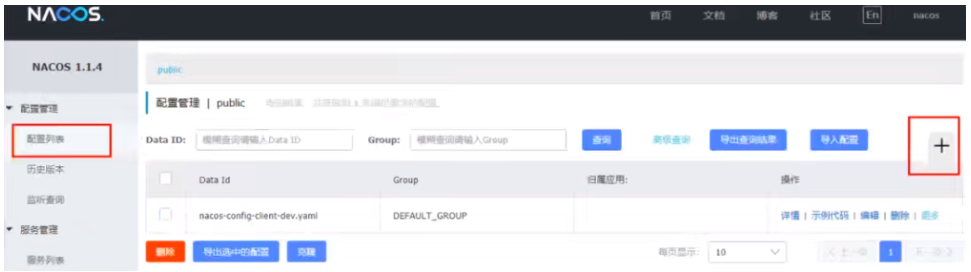 NACOS.
首页 文档 博客 社区 En nacos
NACOS 1.1.4
public
配置管理
配置管理 | public 查询结果：共查询到 1 条满足要求的配置。
配置列表
Data ID: 模糊查询请输入Data ID Group: 模糊查询请输入Group 查询 高级查询 导出查询结果 导入配置 +
历史版本
Data Id Group 归属应用: 操作
监听查询
nacos-config-client-dev.yaml DEFAULT_GROUP 详情 | 示例代码 | 编辑 | 删除 | 更多
服务管理
删除 导出选中的配置 克隆 每页显示: 10 < 上一页 1 下一页 >
服务列表